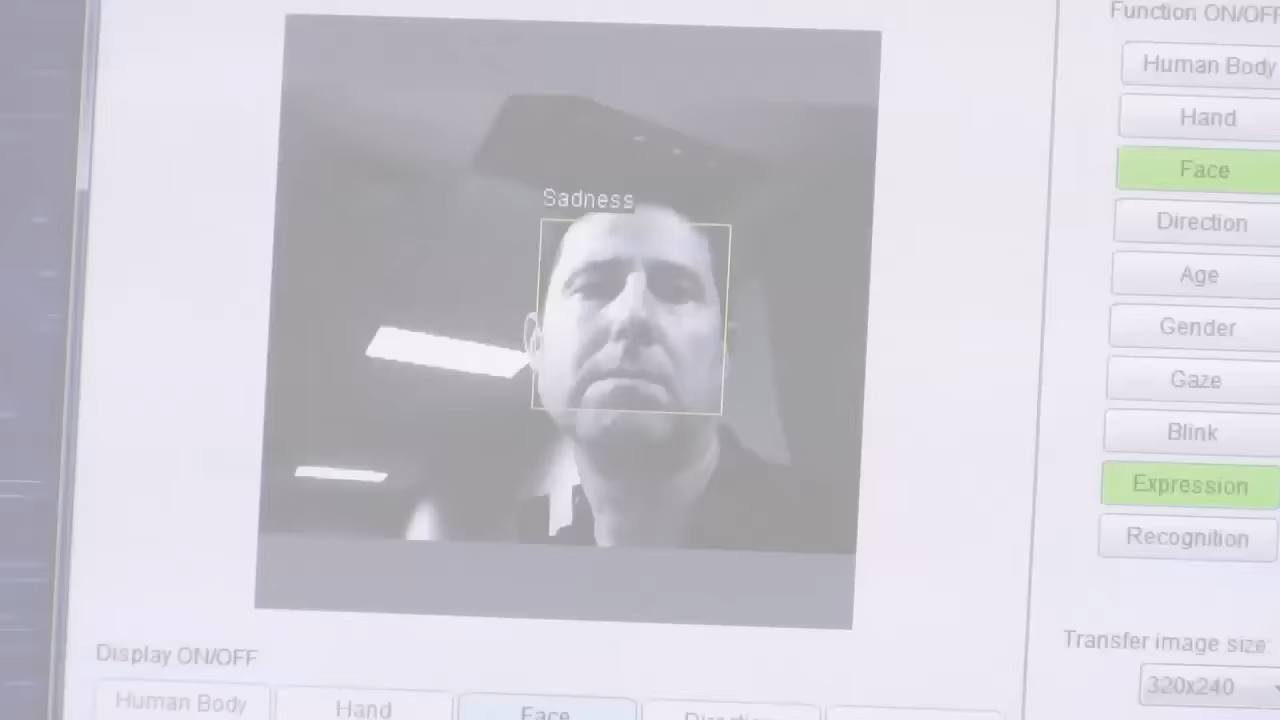 Function ON/OFF
Human Body
Hand
Face
Sadness
Direction
Age
Gender
Gaze
Blink
Expression
Recognition
Transfer image size:
320x240
Display ON/OFF
Human Body
Hand
Face